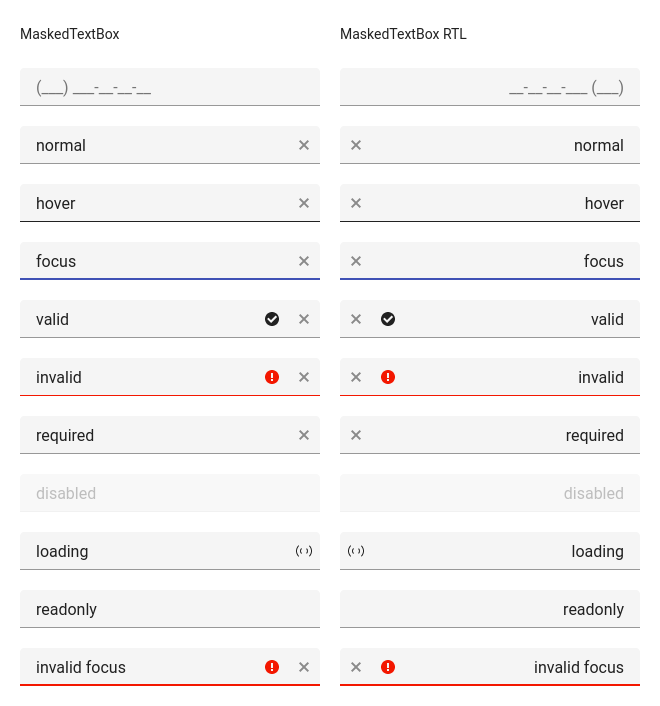 MaskedTextBox MaskedTextBox RTL
(___) ___-__-__-__ __-__-__-___ (___)
normal normal
hover hover
focus focus
valid valid
invalid invalid
required required
disabled disabled
loading loading
readonly readonly
invalid focus invalid focus